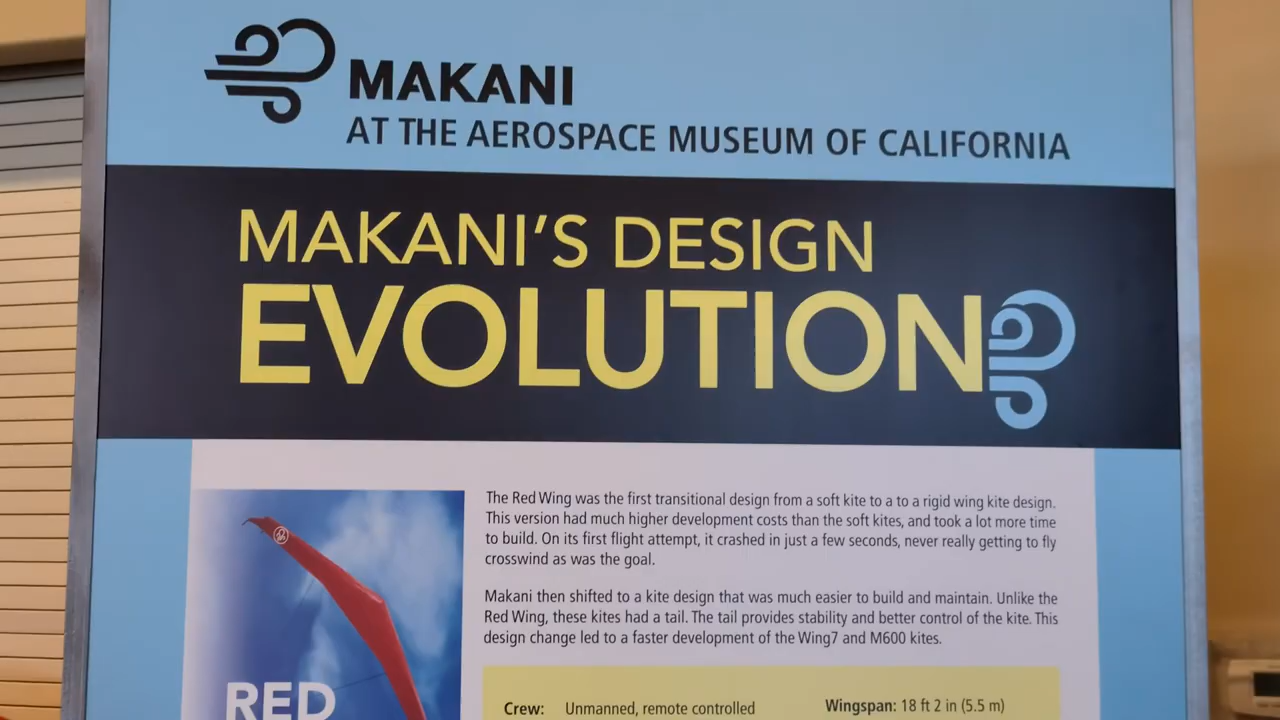 MAKANI
AT THE AEROSPACE MUSEUM OF CALIFORNIA
MAKANI'S DESIGN
EVOLUTION
The Red Wing was the first transitional design from a soft kite to a to a rigid wing kite design.
This version had much higher development costs than the soft kites, and took a lot more time
to build. On its first flight attempt, it crashed in just a few seconds, never really getting to fly
crosswind as was the goal.
Makani then shifted to a kite design that was much easier to build and maintain. Unlike the
Red Wing, these kites had a tail. The tail provides stability and better control of the kite. This
design change led to a faster development of the Wing7 and M600 kites.
RED
Crew: Unmanned, remote controlled
Wingspan: 18 ft 2 in (5.5 m)